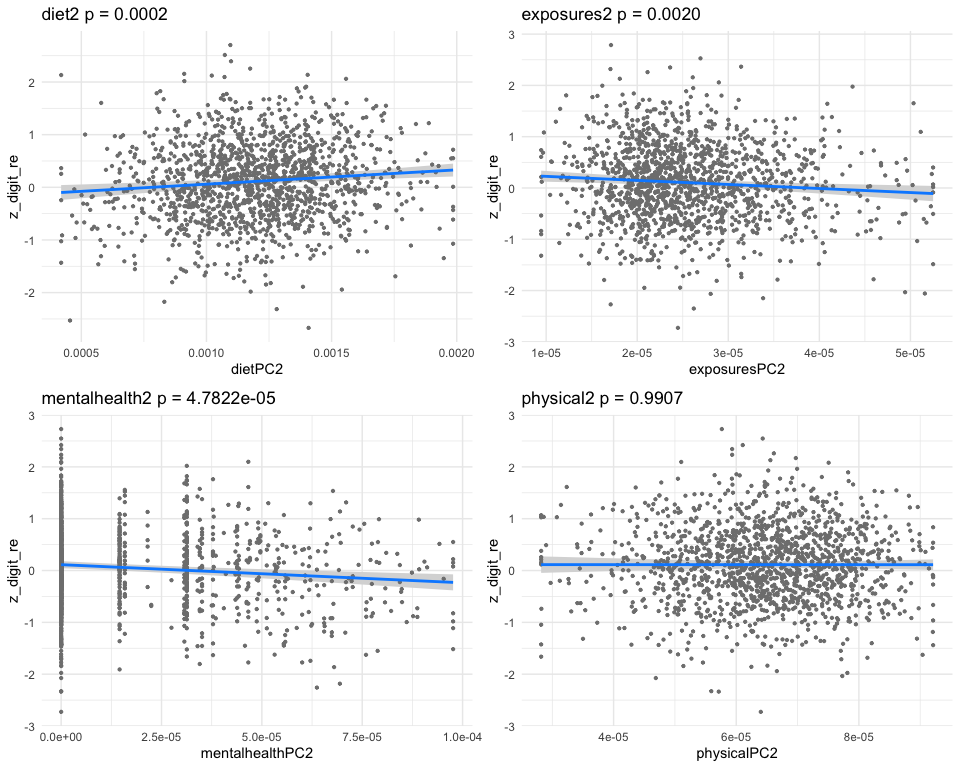 diet2 p = 0.0002
z_digit_re
2
1
0
-1
-2
0.0005 0.0010 0.0015 0.0020
dietPC2
exposures2 p = 0.0020
z_digit_re
3
2
1
0
-1
-2
-3
1e-05 2e-05 3e-05 4e-05 5e-05
exposuresPC2
mentalhealth2 p = 4.7822e-05
z_digit_re
3
2
1
0
-1
-2
-3
0.0e+00 2.5e-05 5.0e-05 7.5e-05 1.0e-04
mentalhealthPC2
physical2 p = 0.9907
z_digit_re
3
2
1
0
-1
-2
-3
4e-05 6e-05 8e-05
physicalPC2